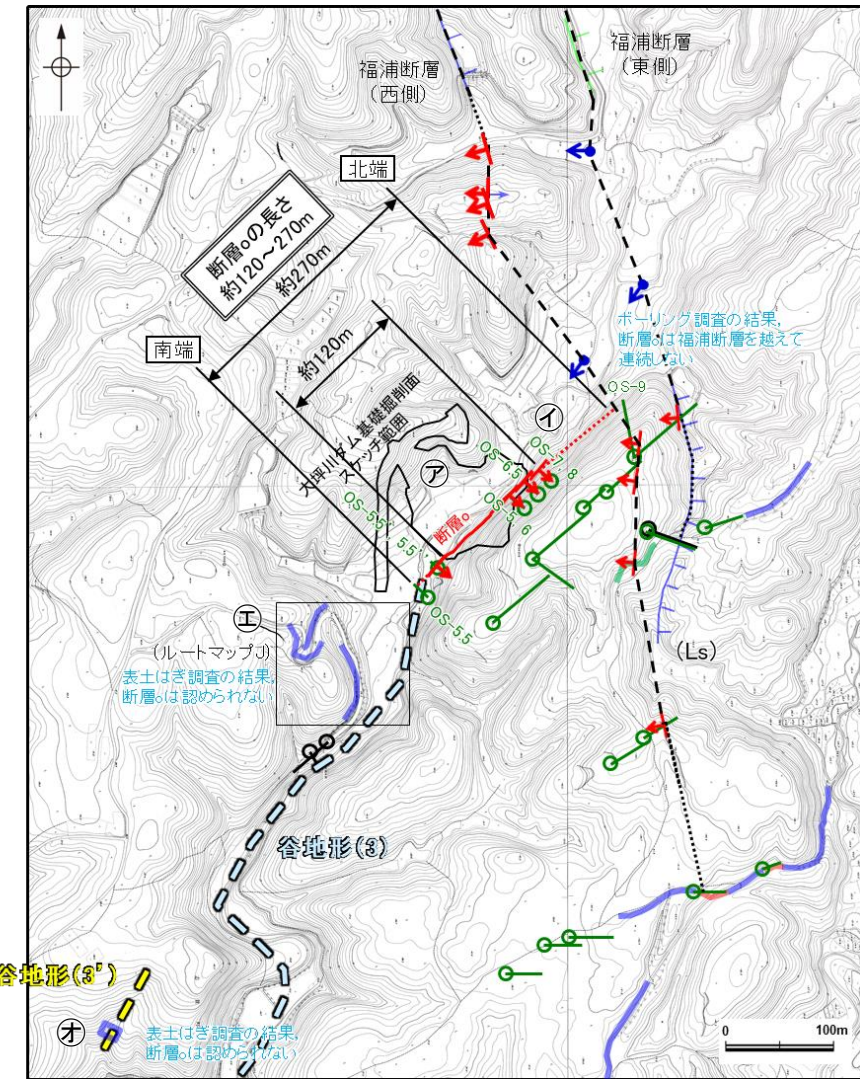 福浦断層
(西側)
福浦断層
(東側)
北端
断層oの長さ
約120~270m
約270m
南端
約120m
大坪川ダム基礎掘削面
スケッチ範囲
ボーリング調査の結果,
断層oは福浦断層を越えて
連続しない
OS-9
㋑
㋐
OS-6.5'
OS-7, 8
OS-5, 6
OS-5.5', 5.5''
断層o
OS-5.5
㋓
(ルートマップJ)
表土はぎ調査の結果,
断層oは認められない
(Ls)
谷地形(3)
谷地形(3')
㋔
表土はぎ調査の結果,
断層oは認められない
0 100m